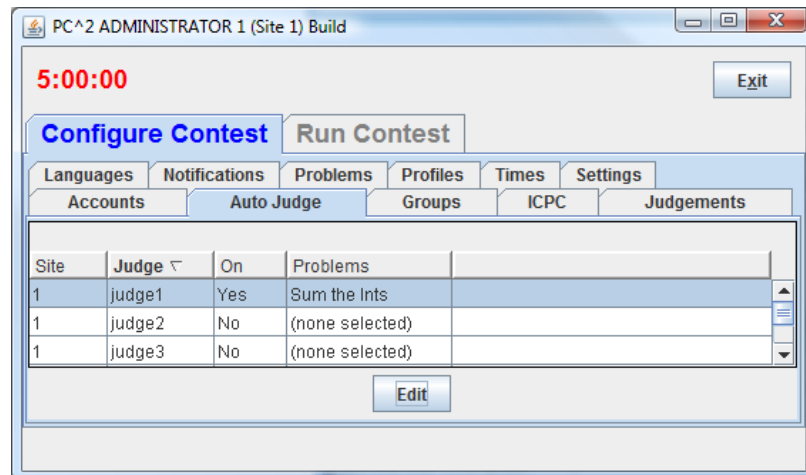 PC^2 ADMINISTRATOR 1 (Site 1) Build
5:00:00 Exit
Configure Contest Run Contest
Languages Notifications Problems Profiles Times Settings
Accounts Auto Judge Groups ICPC Judgements
Site Judge On Problems
1 judge1 Yes Sum the Ints
1 judge2 No (none selected)
1 judge3 No (none selected)
Edit